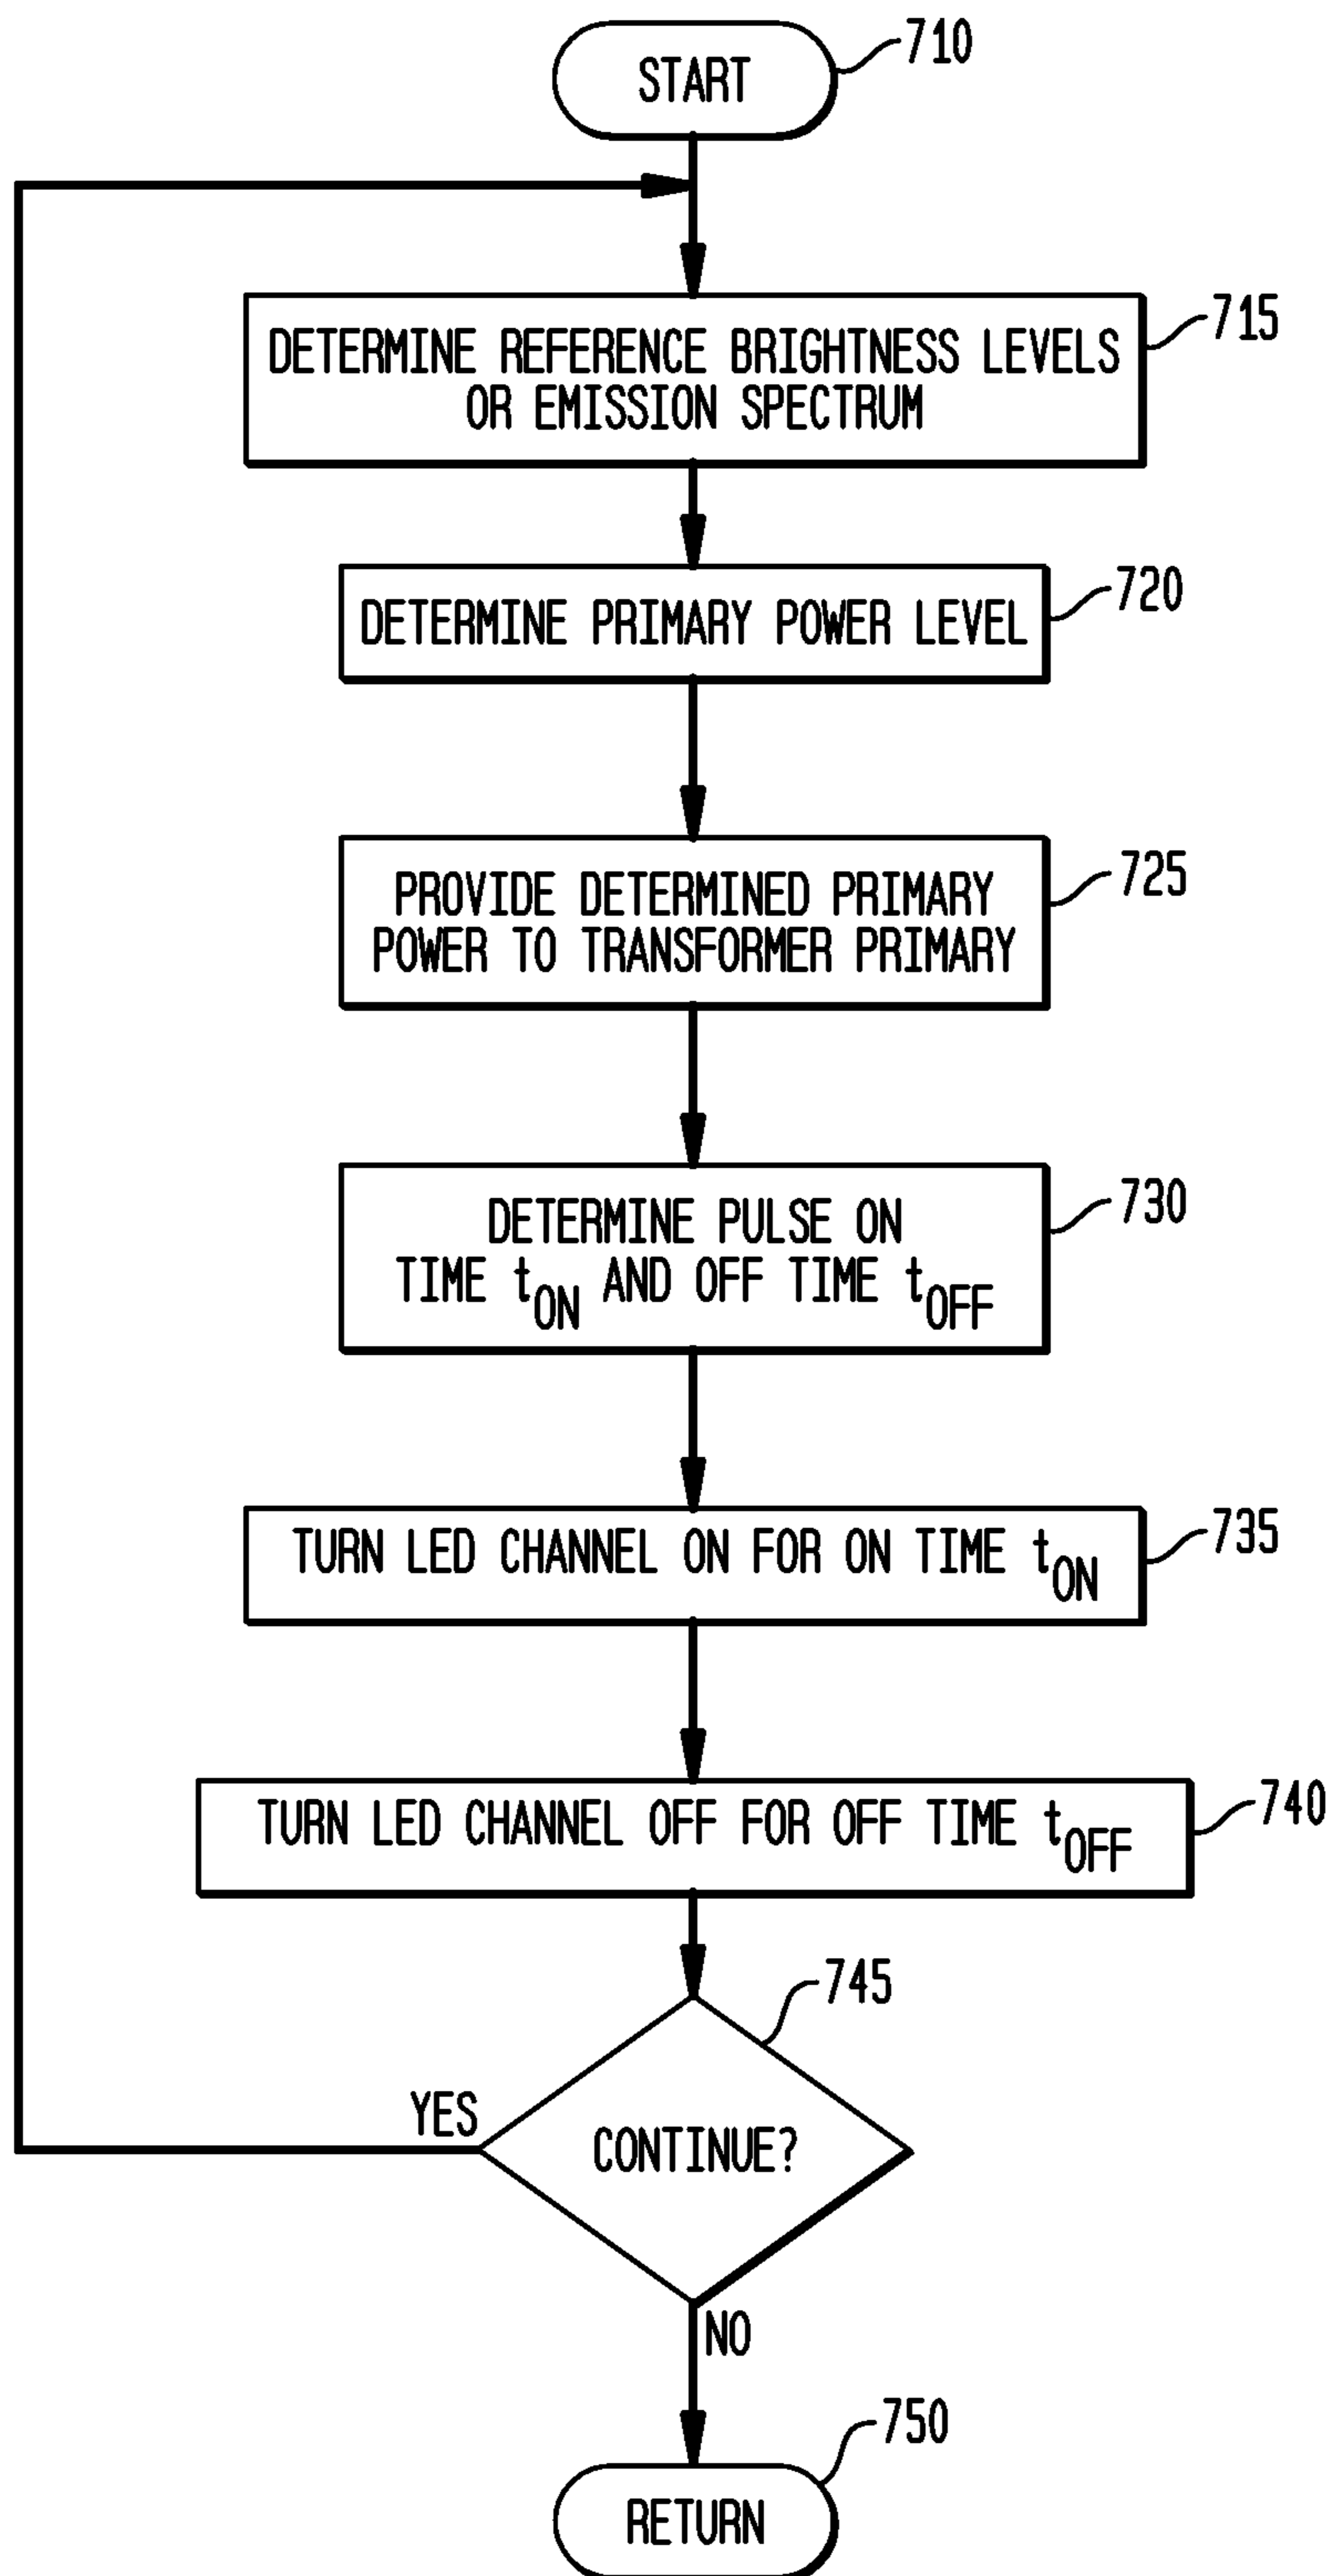 710
START
715
DETERMINE REFERENCE BRIGHTNESS LEVELS
OR EMISSION SPECTRUM
720
DETERMINE PRIMARY POWER LEVEL
725
PROVIDE DETERMINED PRIMARY
POWER TO TRANSFORMER PRIMARY
730
DETERMINE PULSE ON
TIME tON AND OFF TIME tOFF
735
TURN LED CHANNEL ON FOR ON TIME tON
740
TURN LED CHANNEL OFF FOR OFF TIME tOFF
745
YES
CONTINUE?
NO
750
RETURN